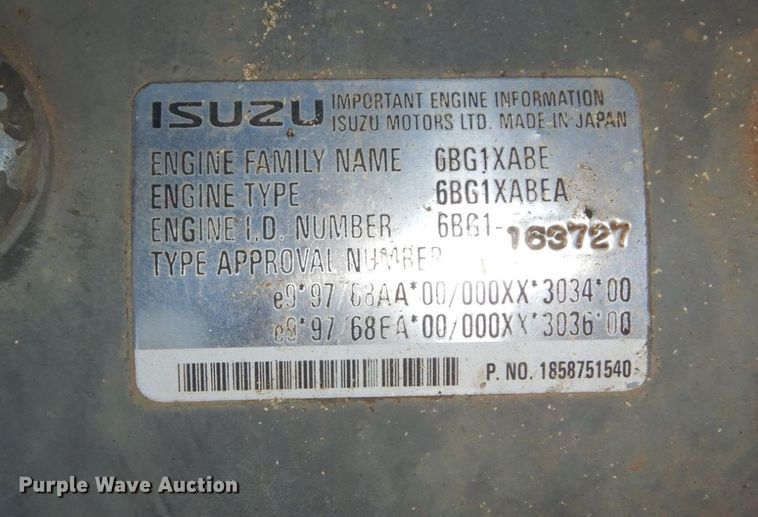 ISUZU IMPORTANT ENGINE INFORMATION
ISUZU MOTORS LTD. MADE IN JAPAN
ENGINE FAMILY NAME 6BG1XABE
ENGINE TYPE 6BG1XABEA
ENGINE I.D. NUMBER 6BG1-163727
TYPE APPROVAL NUMBER
e9*97/68AA*00/000XX*3034*00
e9*97/68EA*00/000XX*3036*00
P. NO. 1858751540
Purple Wave Auction